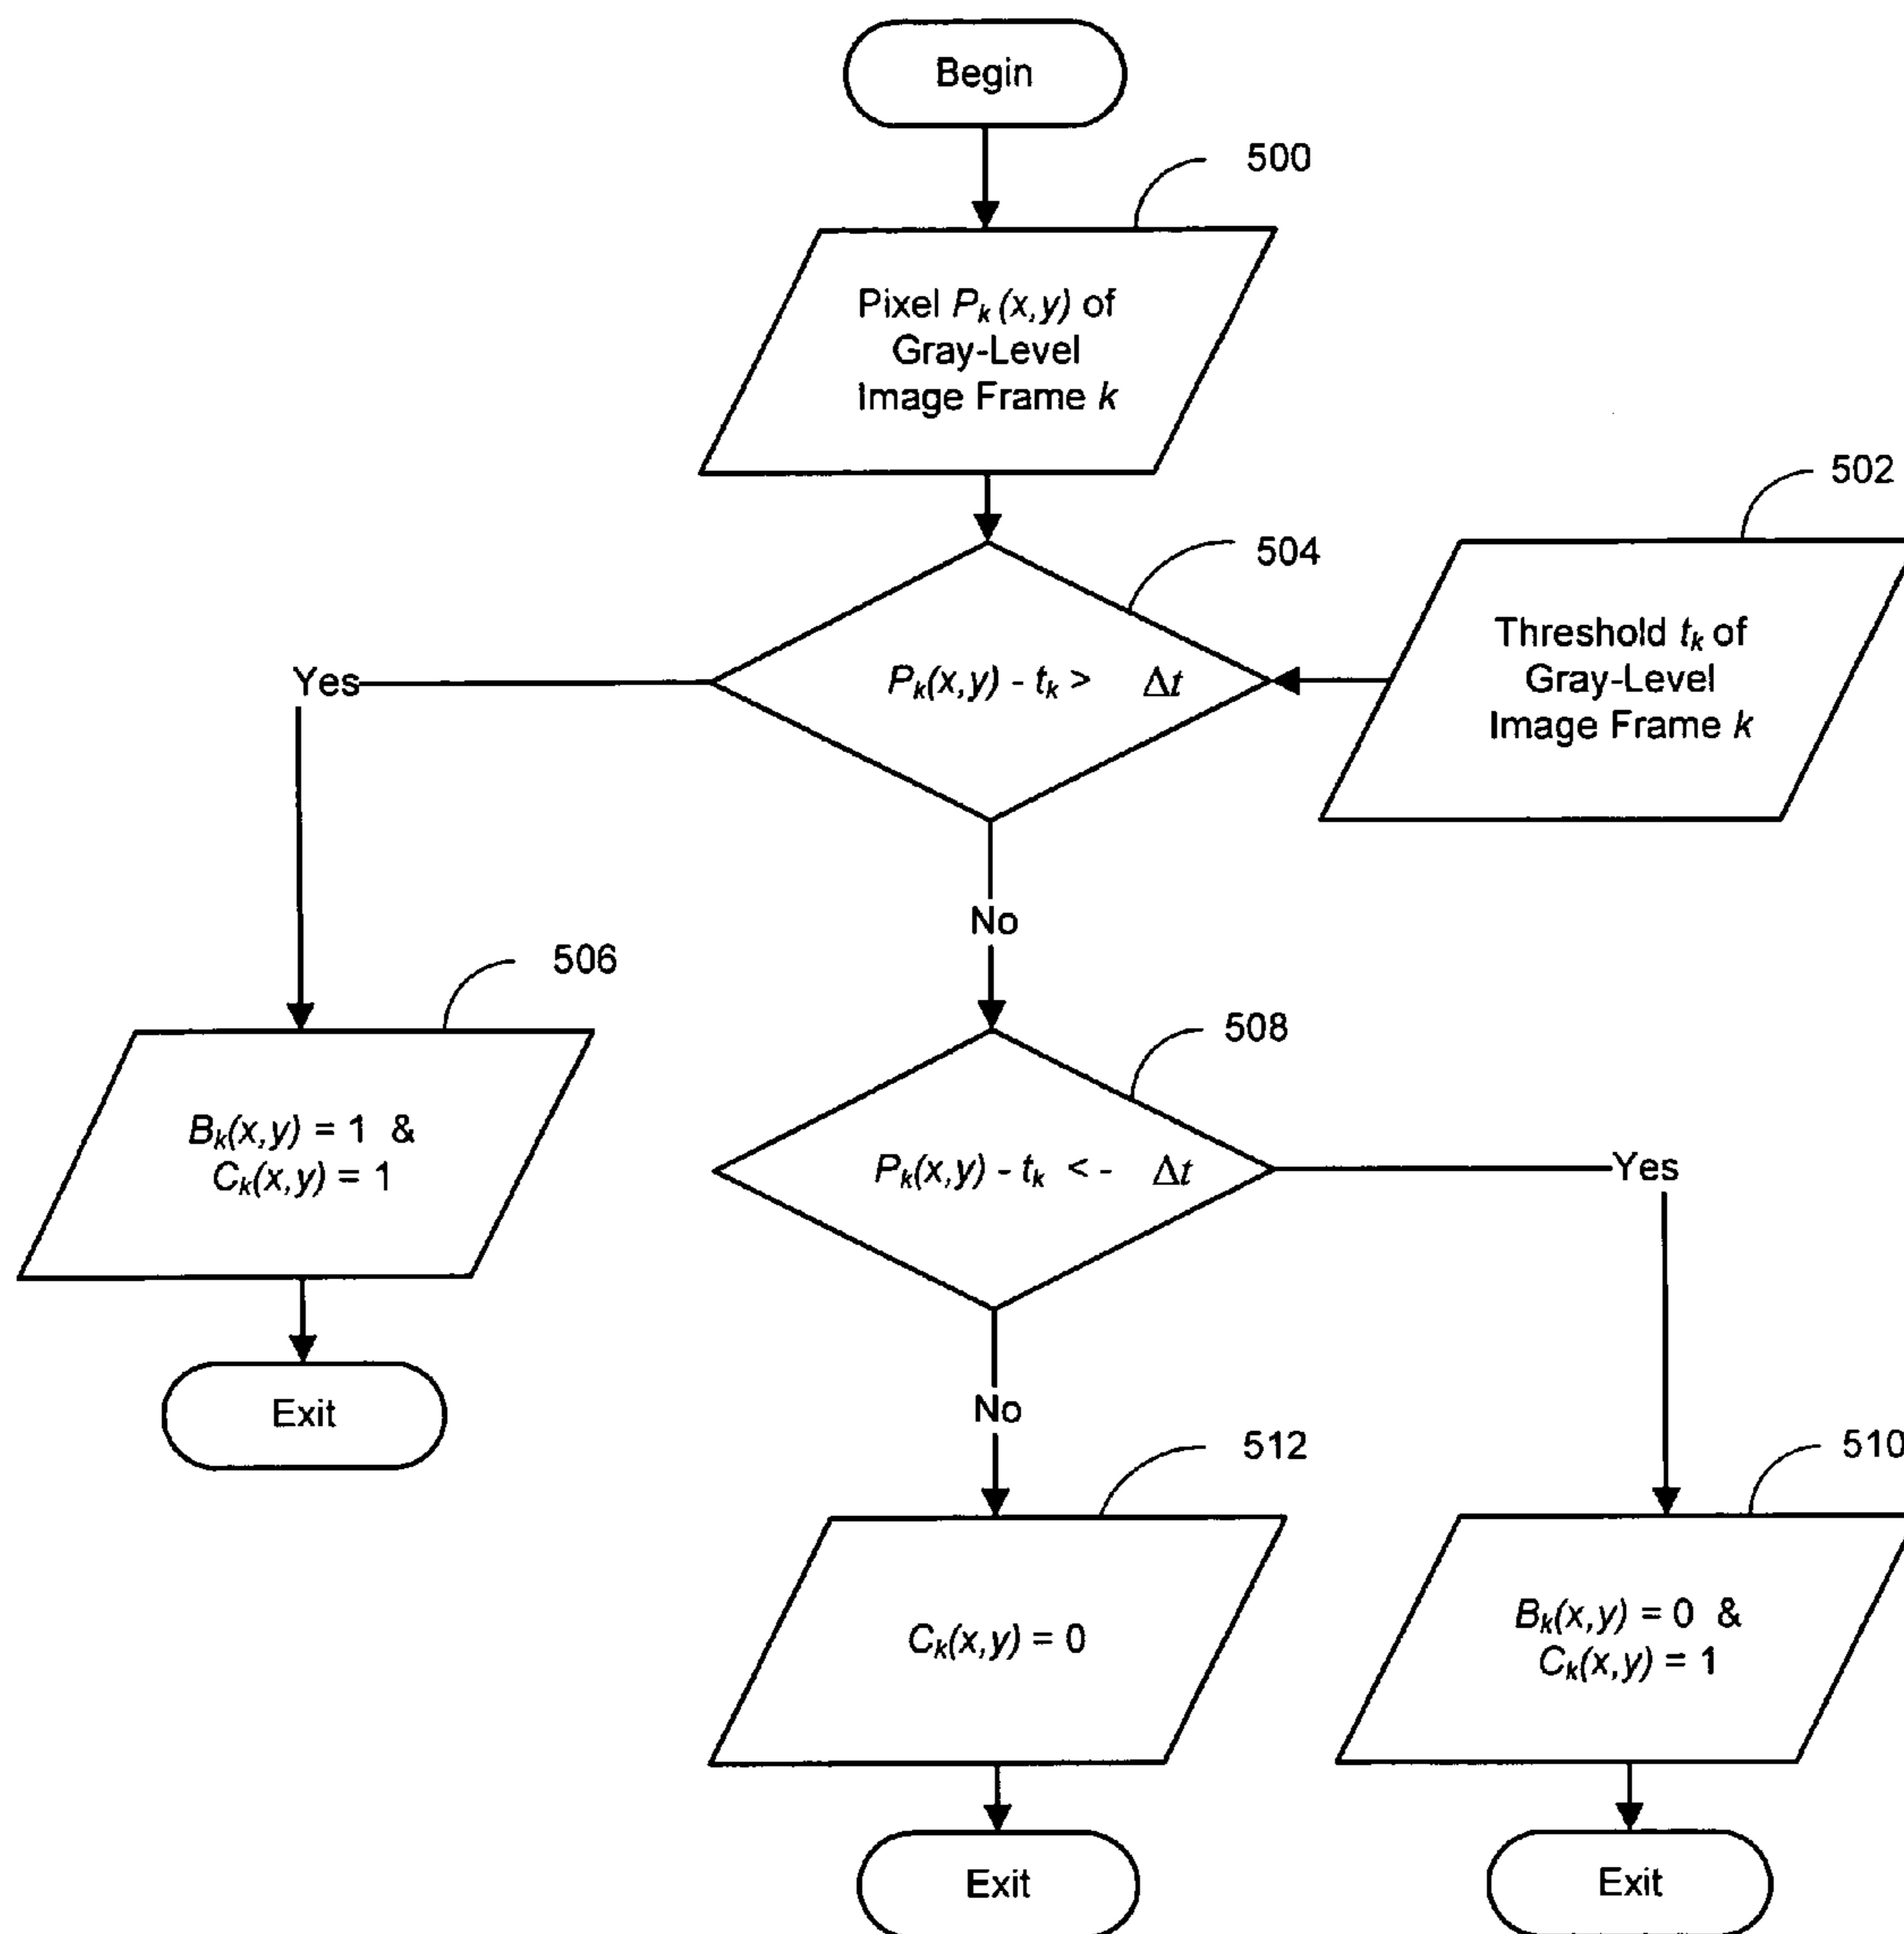 Begin
500
Pixel Pk (x,y) of
Gray-Level
Image Frame k
502
504
Threshold tk of
Gray-Level
Image Frame k
Pk(x,y) - tk > Δt
Yes
No
506
508
Bk(x,y) = 1 &
Ck(x,y) = 1
Pk(x,y) - tk < - Δt
Yes
Exit
No
512
510
Ck(x,y) = 0
Bk(x,y) = 0 &
Ck(x,y) = 1
Exit
Exit